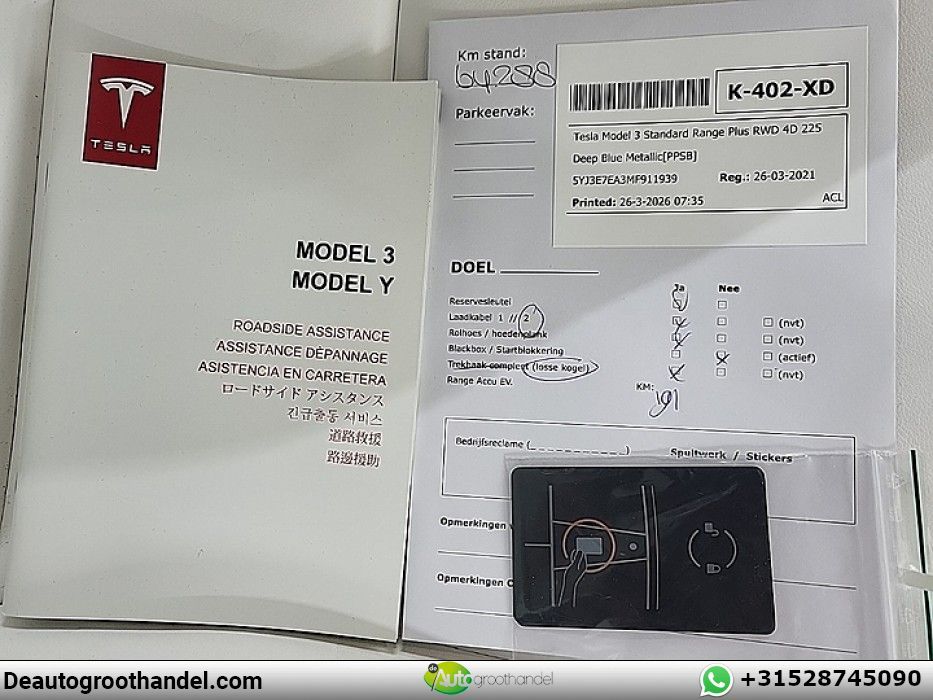 TESLA
MODEL 3
MODEL Y
ROADSIDE ASSISTANCE
ASSISTANCE DÉPANNAGE
ASISTENCIA EN CARRETERA
ロードサイド アシスタンス
긴급출동 서비스
道路救援
路邊援助
Km stand:
64.288
Parkeervak:
K-402-XD
Tesla Model 3 Standard Range Plus RWD 4D 225
Deep Blue Metallic[PPSB]
5YJ3E7EA3MF911939 Reg.: 26-03-2021
Printed: 26-3-2026 07:35 ACL
DOEL
Ja Nee
Reservesleutel
Laadkabel 1 // 2 (nvt)
Rolhoes / hoedenplank (nvt)
Blackbox / Startblokkering (actief)
Trekhaak compleet (losse kogel) (nvt)
Range Accu EV. KM:
191
Bedrijfsreclame (____________) Spuitwerk / Stickers
Opmerkingen
Opmerkingen
Deautogroothandel.com
de Autogroothandel
+31528745090